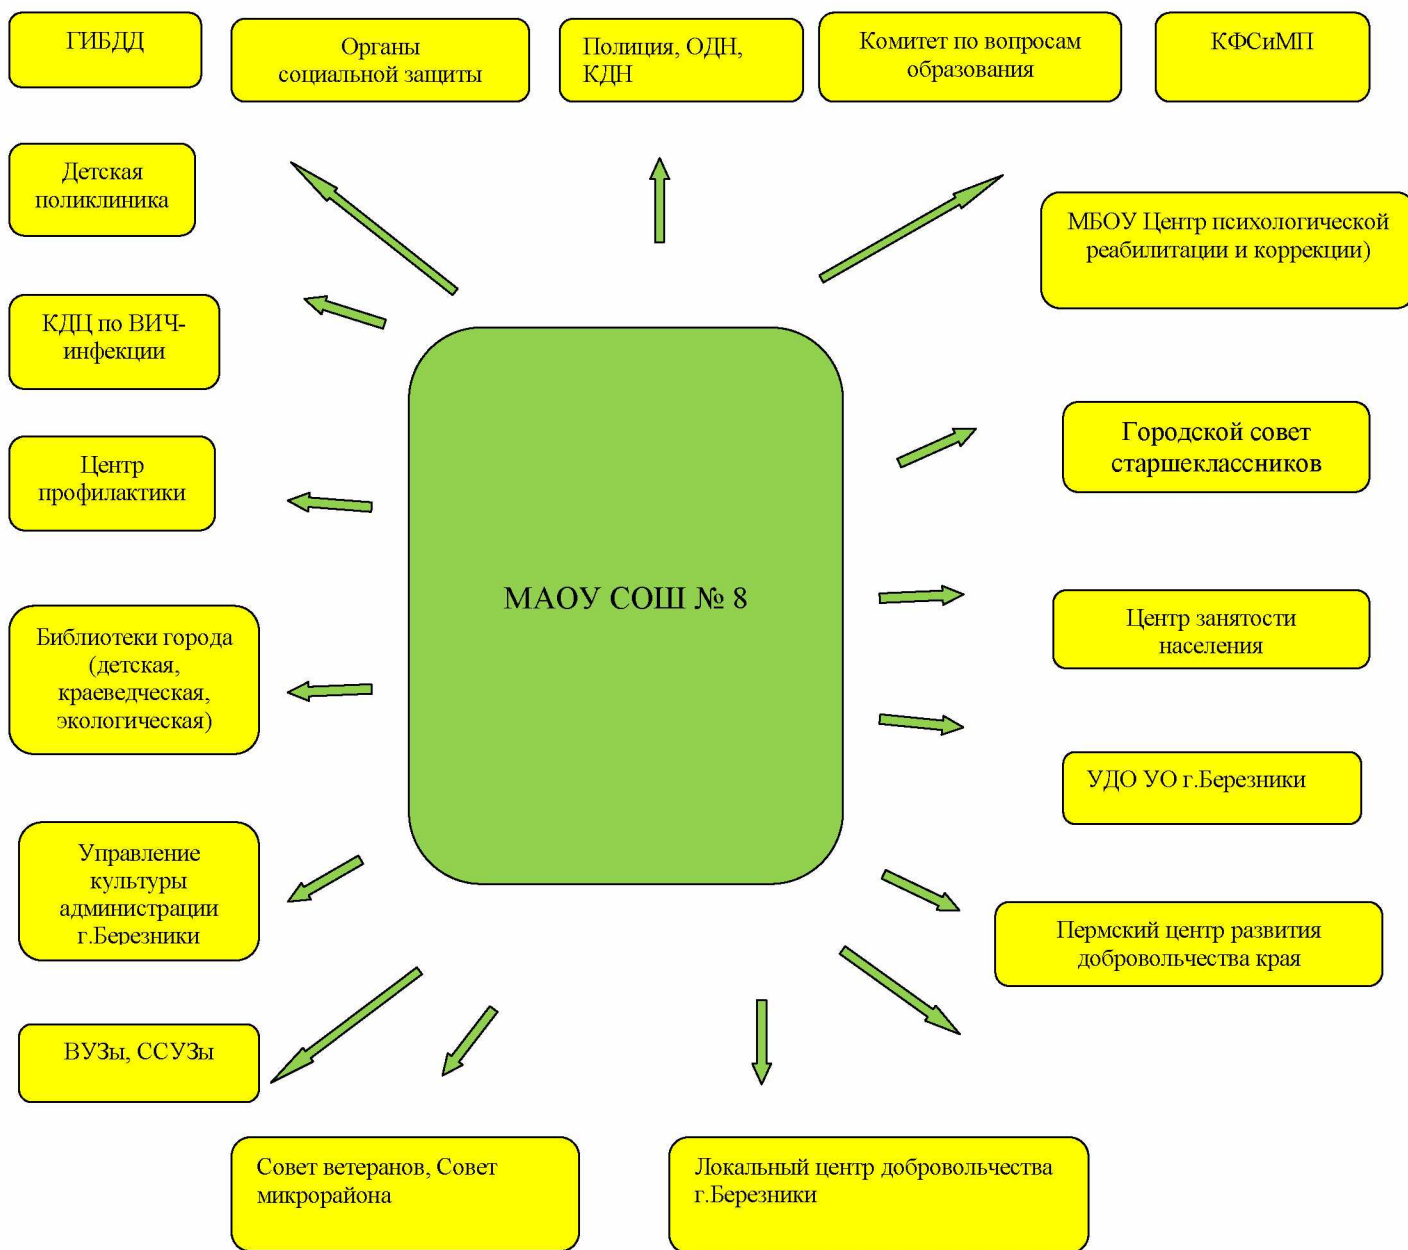 ГИБДД
Органы
социальной защиты
Полиция, ОДН,
КДН
Комитет по вопросам
образования
КФСиМП
Детская
поликлиника
МБОУ Центр психологической
реабилитации и коррекции)
КДЦ по ВИЧ-
инфекции
Городской совет
старшеклассников
Центр
профилактики
МАОУ СОШ № 8
Центр занятости
населения
Библиотеки города
(детская,
краеведческая,
экологическая)
УДО УО г.Березники
Управление
культуры
администрации
г.Березники
Пермский центр развития
добровольчества края
ВУЗы, ССУЗы
Совет ветеранов, Совет
микрорайона
Локальный центр добровольчества
г.Березники